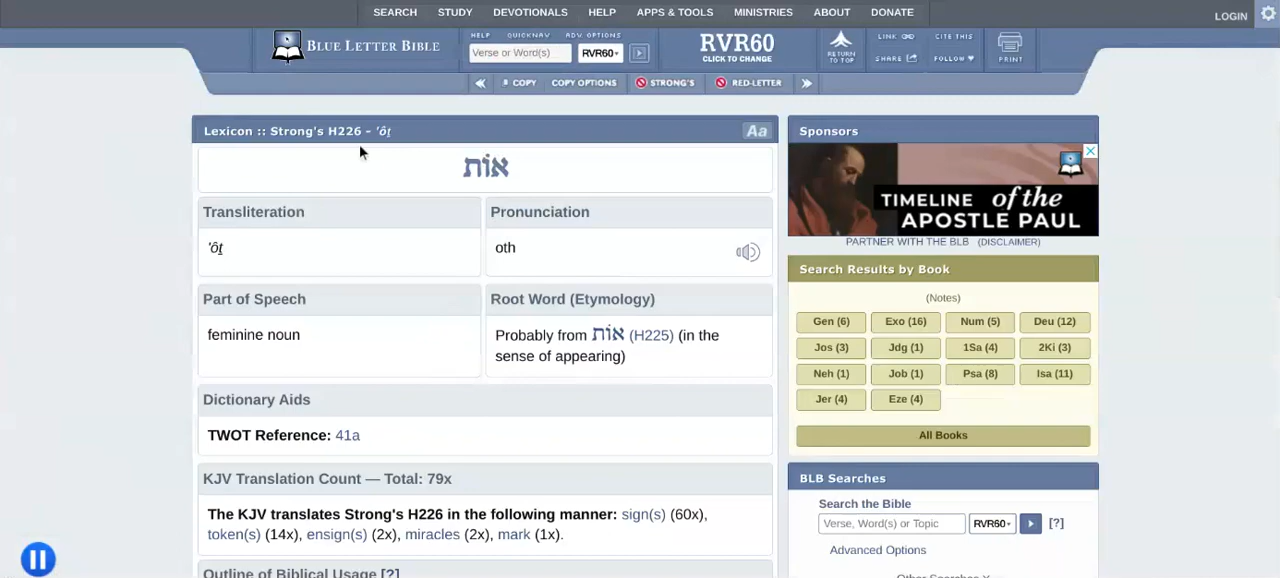 SEARCH STUDY DEVOTIONALS HELP APPS & TOOLS MINISTRIES ABOUT DONATE
LOGIN
BLUE LETTER BIBLE
HELP QUICKNAV ADV. OPTIONS
Verse or Word(s) RVR60
RVR60
CLICK TO CHANGE
RETURN TO TOP
LINK CITE THIS
SHARE FOLLOW
PRINT
COPY COPY OPTIONS STRONG'S RED-LETTER
Lexicon :: Strong's H226 - 'ôṯ
Aa
אוֹת
Transliteration
'ôṯ
Pronunciation
oth
Part of Speech
feminine noun
Root Word (Etymology)
Probably from אוֹת (H225) (in the
sense of appearing)
Dictionary Aids
TWOT Reference: 41a
KJV Translation Count — Total: 79x
The KJV translates Strong's H226 in the following manner: sign(s) (60x),
token(s) (14x), ensign(s) (2x), miracles (2x), mark (1x).
Outline of Biblical Usage [?]
Sponsors
TIMELINE of the
APOSTLE PAUL
PARTNER WITH THE BLB (DISCLAIMER)
Search Results by Book
(Notes)
Gen (6) Exo (16) Num (5) Deu (12)
Jos (3) Jdg (1) 1Sa (4) 2Ki (3)
Neh (1) Job (1) Psa (8) Isa (11)
Jer (4) Eze (4)
All Books
BLB Searches
Search the Bible
Verse, Word(s) or Topic RVR60 [?]
Advanced Options
Other Searches